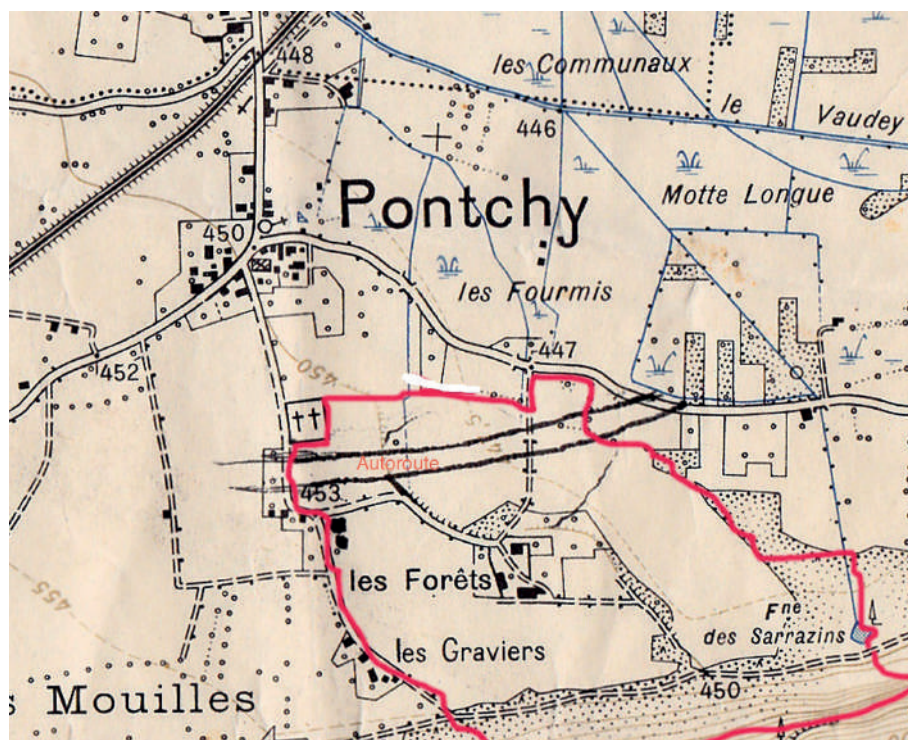 448
les Communaux
le
446
Vaudey
Motte Longue
Pontchy
450
les Fourmis
447
452
450
Autoroute
453
les Forêts
455
Fne
des Sarrazins
les Graviers
450
s Mouilles